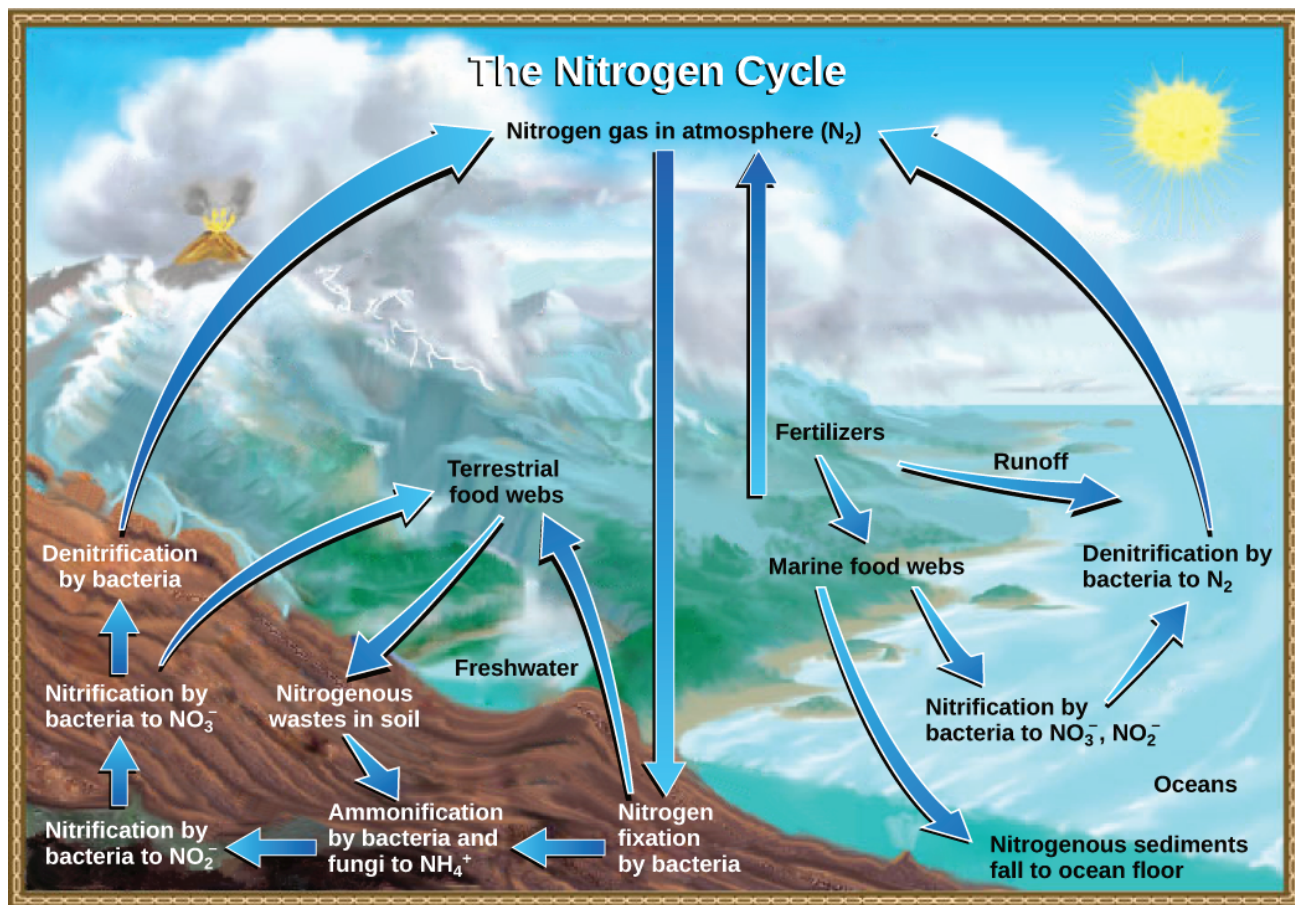 The Nitrogen Cycle
Nitrogen gas in atmosphere (N₂)
Fertilizers
Runoff
Terrestrial
food webs
Denitrification
by bacteria
Marine food webs
Denitrification by
bacteria to N₂
Freshwater
Nitrification by
bacteria to NO₃⁻
Nitrogenous
wastes in soil
Nitrification by
bacteria to NO₃⁻, NO₂⁻
Oceans
Nitrification by
bacteria to NO₂⁻
Ammonification
by bacteria and
fungi to NH₄⁺
Nitrogen
fixation
by bacteria
Nitrogenous sediments
fall to ocean floor